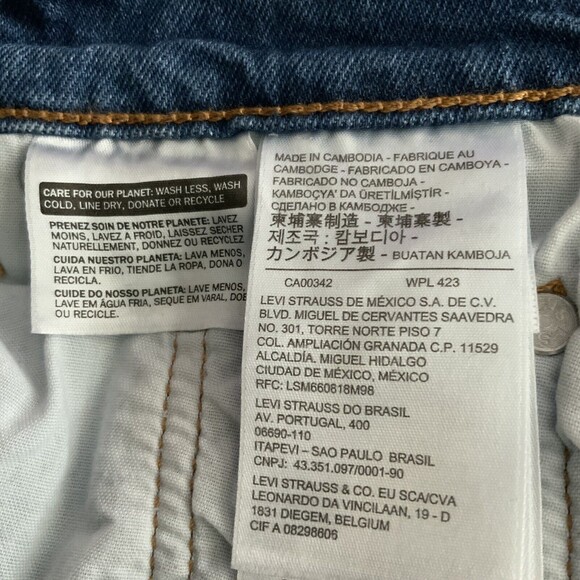 CARE FOR OUR PLANET: WASH LESS, WASH
COLD, LINE DRY, DONATE OR RECYCLE
PRENEZ SOIN DE NOTRE PLANETE: LAVEZ
MOINS, LAVEZ A FROID, LAISSEZ SECHER
NATURELLEMENT, DONNEZ OU RECYCLEZ
CUIDA NUESTRO PLANETA: LAVA MENOS,
LAVA EN FRIO, TIENDE LA ROPA, DONA O
RECICLA.
CUIDE DO NOSSO PLANETA: LAVE MENOS,
LAVE EM ÁGUA FRIA, SEQUE EM VARAL, DOE
OU RECICLE.
MADE IN CAMBODIA - FABRIQUE AU
CAMBODGE - FABRICADO EN CAMBOYA -
FABRICADO NO CAMBOJA -
KAMBOÇYA' DA ÜRETİLMİŞTİR -
СДЕЛАНО В КАМБОДЖЕ -
柬埔寨制造 - 柬埔寨製 -
제조국 : 캄보디아 -
カンボジア製 - BUATAN KAMBOJA
CA00342 WPL 423
LEVI STRAUSS DE MÉXICO S.A. DE C.V.
BLVD. MIGUEL DE CERVANTES SAAVEDRA
NO. 301, TORRE NORTE PISO 7
COL. AMPLIACIÓN GRANADA C.P. 11529
ALCALDÍA. MIGUEL HIDALGO
CIUDAD DE MÉXICO, MÉXICO
RFC: LSM660818M98
LEVI STRAUSS DO BRASIL
AV. PORTUGAL, 400
06690-110
ITAPEVI – SAO PAULO BRASIL
CNPJ: 43.351.097/0001-90
LEVI STRAUSS & CO. EU SCA/CVA
LEONARDO DA VINCILAAN, 19 - D
1831 DIEGEM, BELGIUM
CIF A 08298606